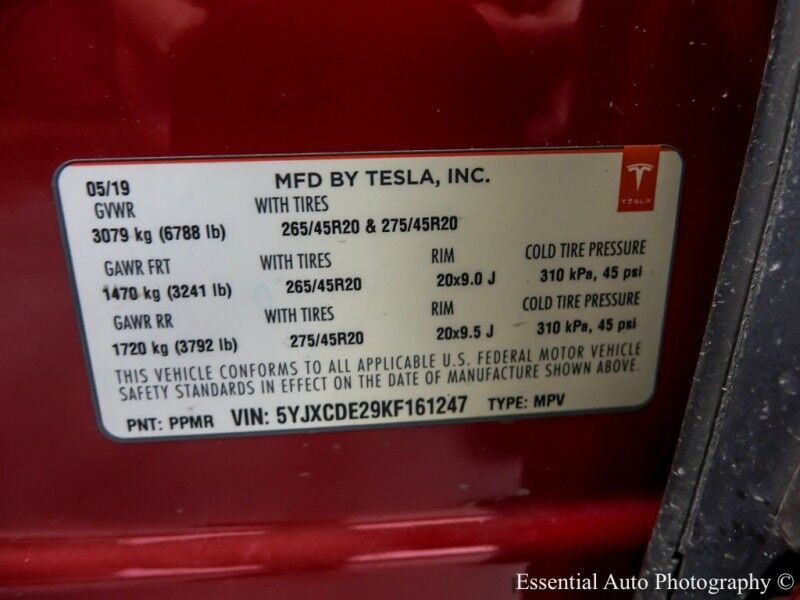 05/19 MFD BY TESLA, INC.
TESLA
GVWR WITH TIRES
3079 kg (6788 lb) 265/45R20 & 275/45R20
GAWR FRT WITH TIRES RIM COLD TIRE PRESSURE
1470 kg (3241 lb) 265/45R20 20x9.0 J 310 kPa, 45 psi
GAWR RR WITH TIRES RIM COLD TIRE PRESSURE
1720 kg (3792 lb) 275/45R20 20x9.5 J 310 kPa, 45 psi
THIS VEHICLE CONFORMS TO ALL APPLICABLE U.S. FEDERAL MOTOR VEHICLE
SAFETY STANDARDS IN EFFECT ON THE DATE OF MANUFACTURE SHOWN ABOVE.
PNT: PPMR VIN: 5YJXCDE29KF161247 TYPE: MPV
Essential Auto Photography ©